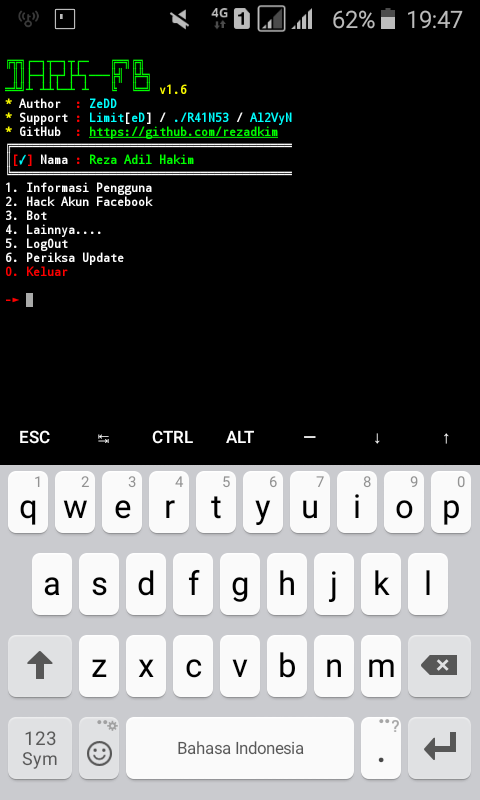 4G 1 62% 19:47
DARK-FB v1.6
* Author : ZeDD
* Support : Limit[eD] / ./R41N53 / Al2VyN
* GitHub : https://github.com/rezadkim
[✓] Nama : Reza Adil Hakim
1. Informasi Pengguna
2. Hack Akun Facebook
3. Bot
4. Lainnya....
5. LogOut
6. Periksa Update
0. Keluar
ESC ↹ CTRL ALT — ↓ ↑
1 2 3 4 5 6 7 8 9 0
q w e r t y u i o p
a s d f g h j k l
z x c v b n m
123 Sym Bahasa Indonesia . ?